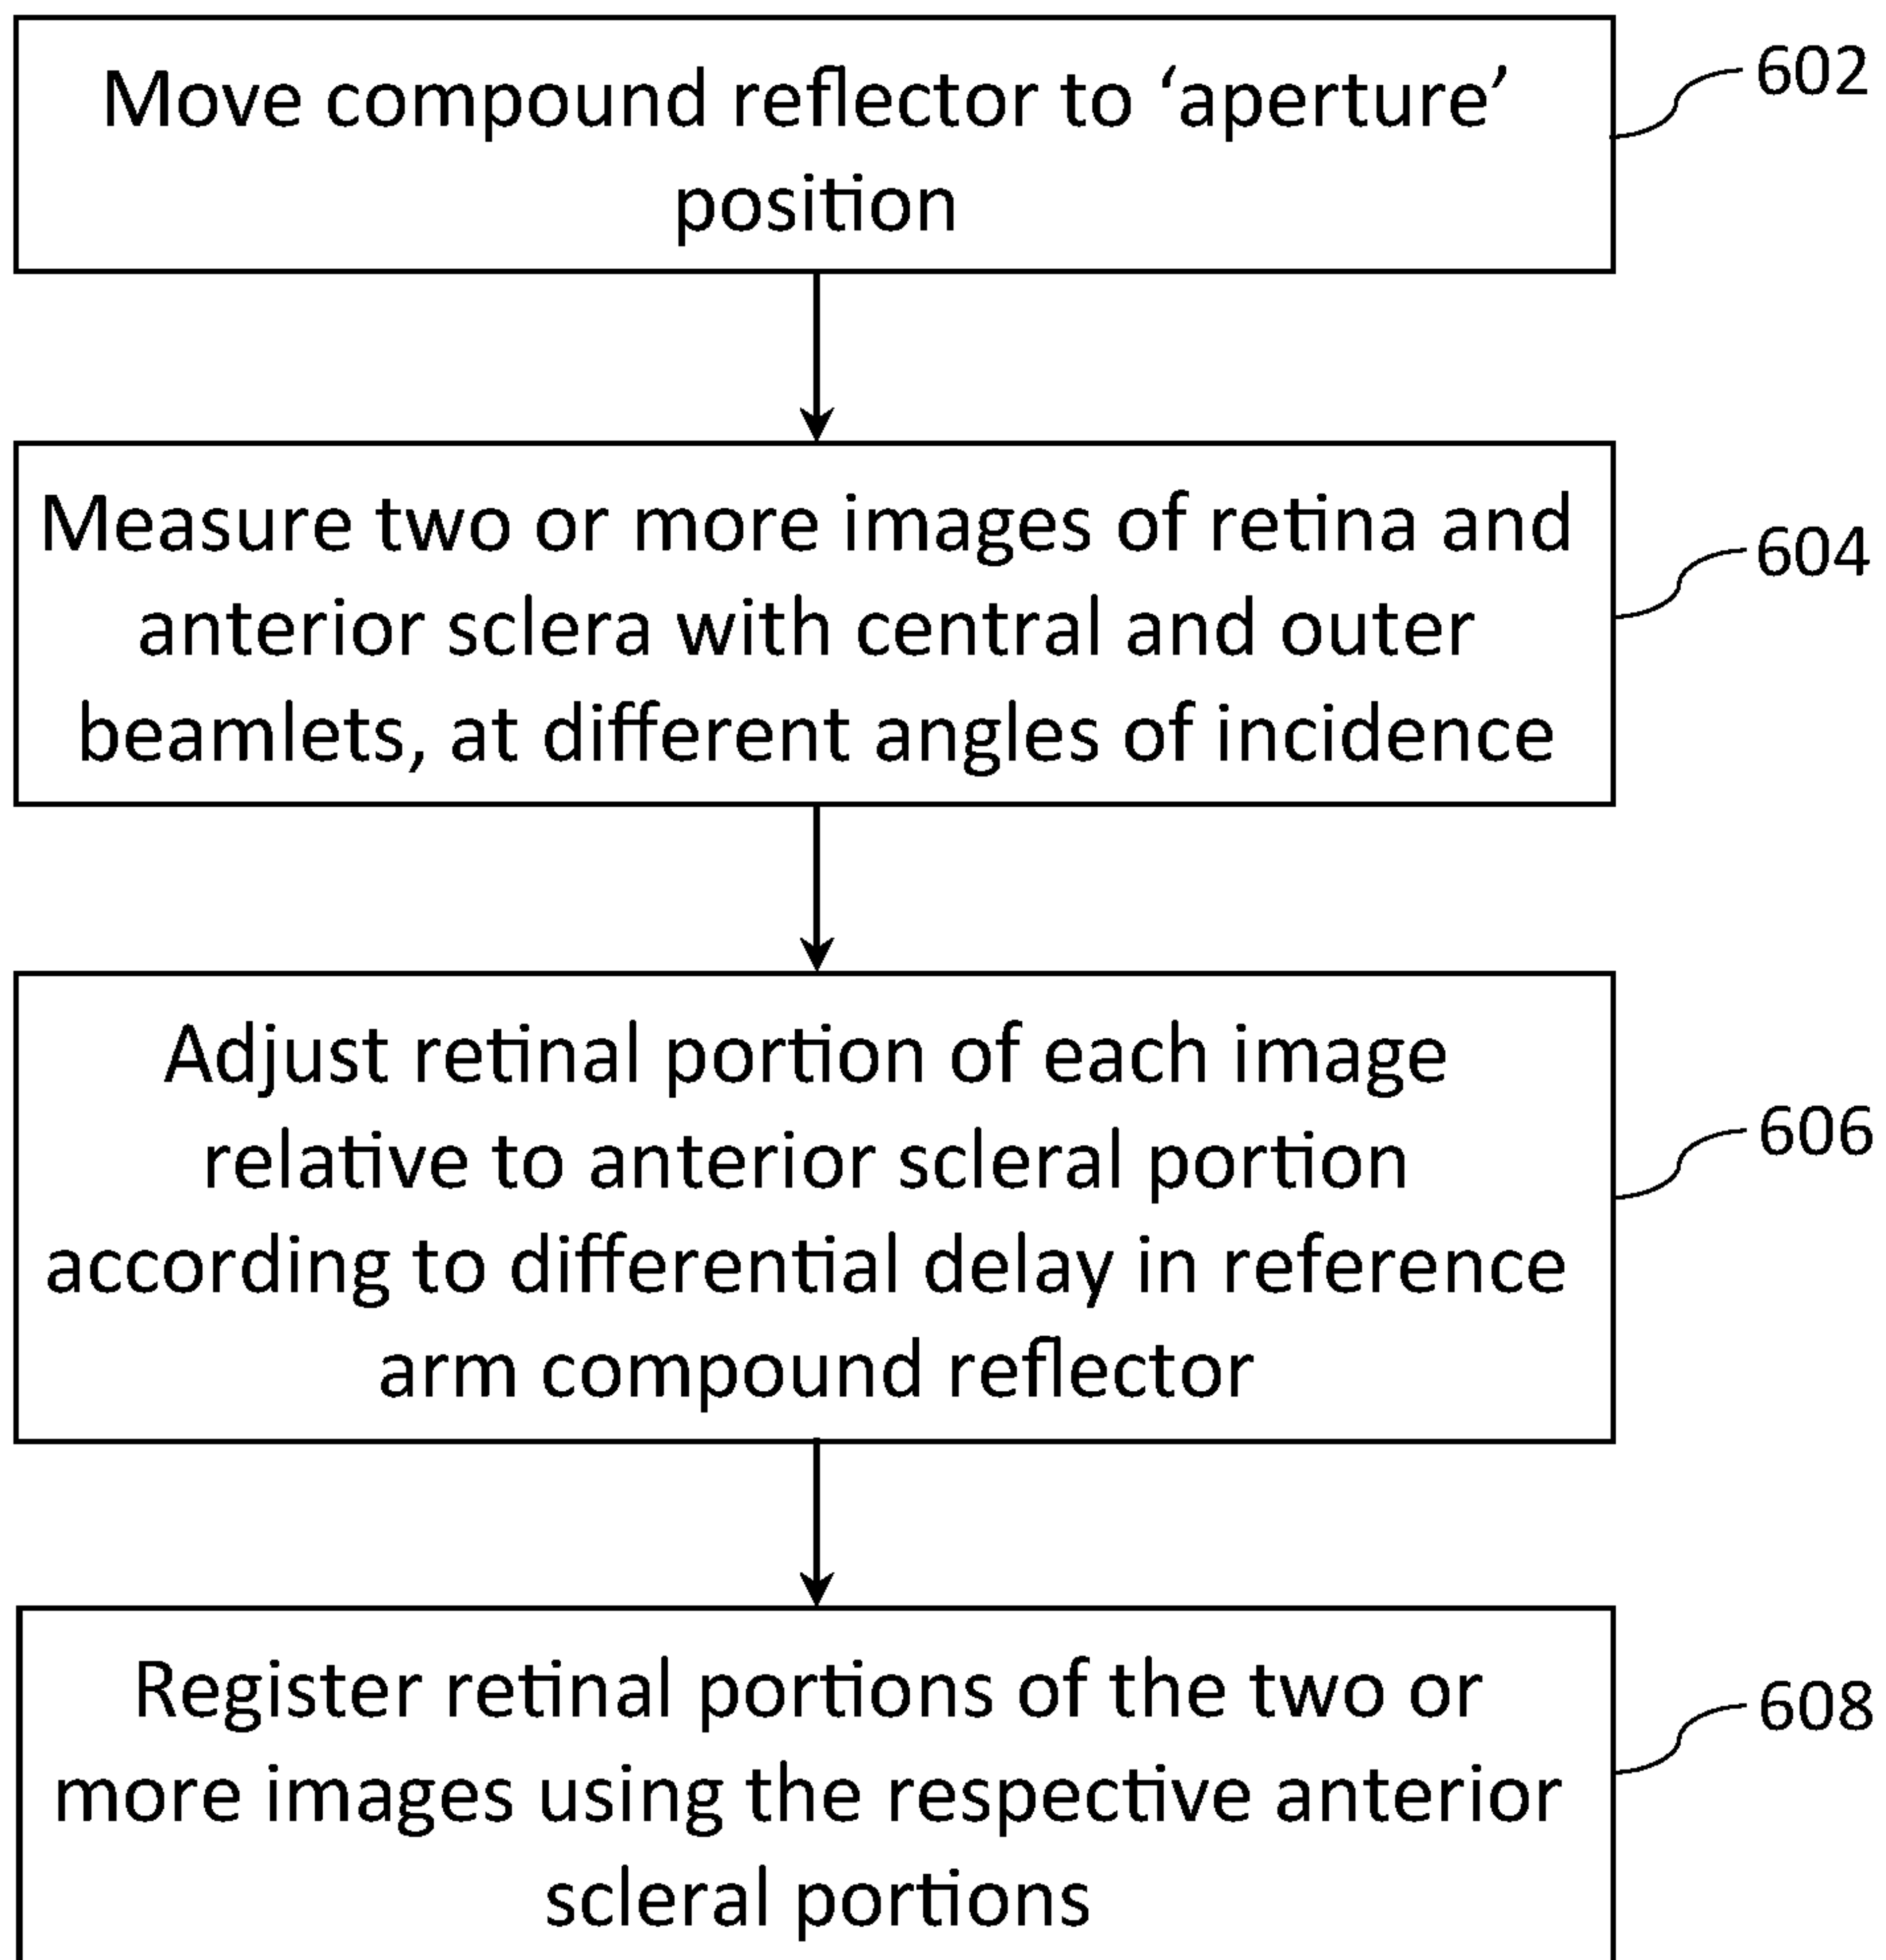 Move compound reflector to ‘aperture’
position
602
Measure two or more images of retina and
anterior sclera with central and outer
beamlets, at different angles of incidence
604
Adjust retinal portion of each image
relative to anterior scleral portion
according to differential delay in reference
arm compound reflector
606
Register retinal portions of the two or
more images using the respective anterior
scleral portions
608